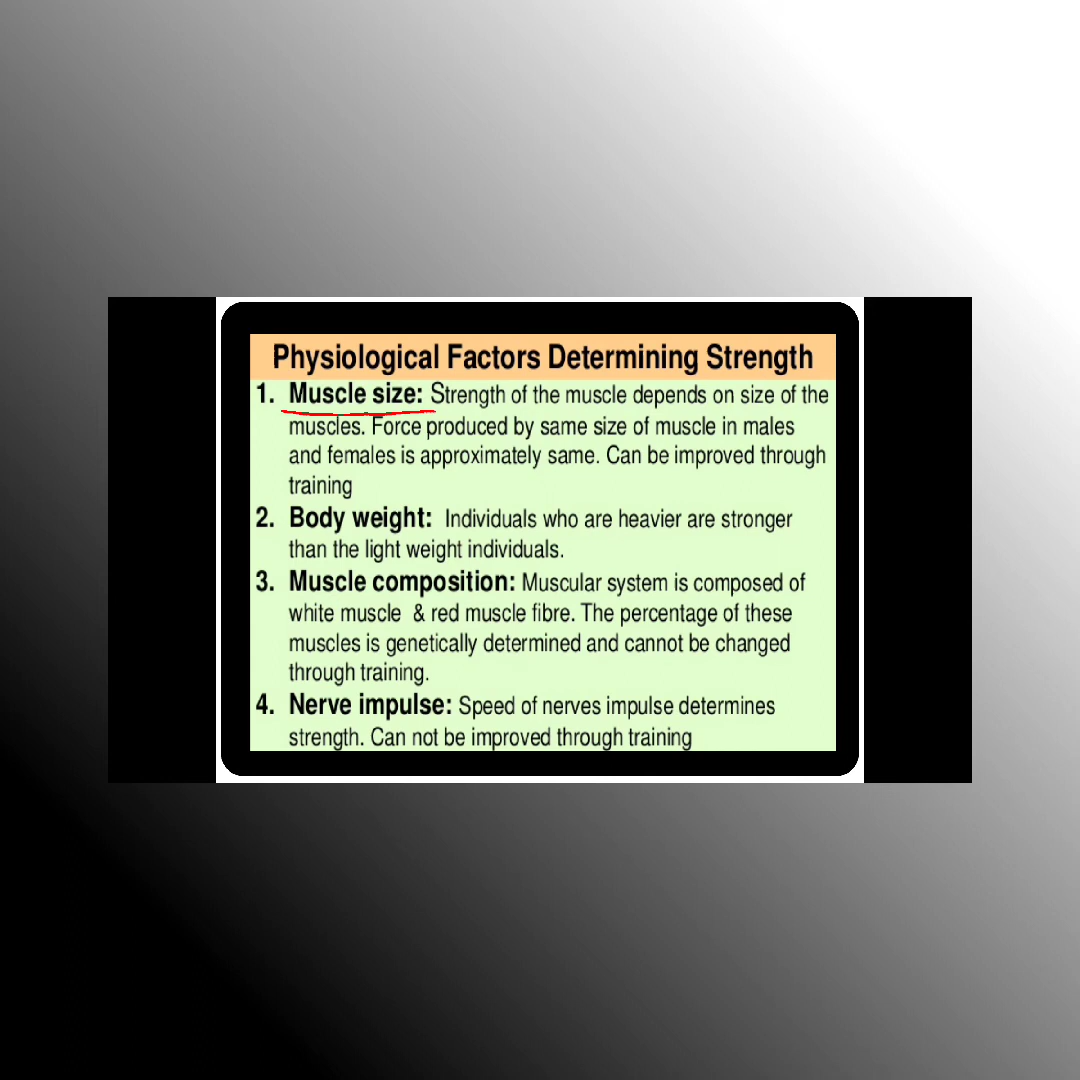 Physiological Factors Determining Strength
1. Muscle size: Strength of the muscle depends on size of the
muscles. Force produced by same size of muscle in males
and females is approximately same. Can be improved through
training
2. Body weight: Individuals who are heavier are stronger
than the light weight individuals.
3. Muscle composition: Muscular system is composed of
white muscle & red muscle fibre. The percentage of these
muscles is genetically determined and cannot be changed
through training.
4. Nerve impulse: Speed of nerves impulse determines
strength. Can not be improved through training